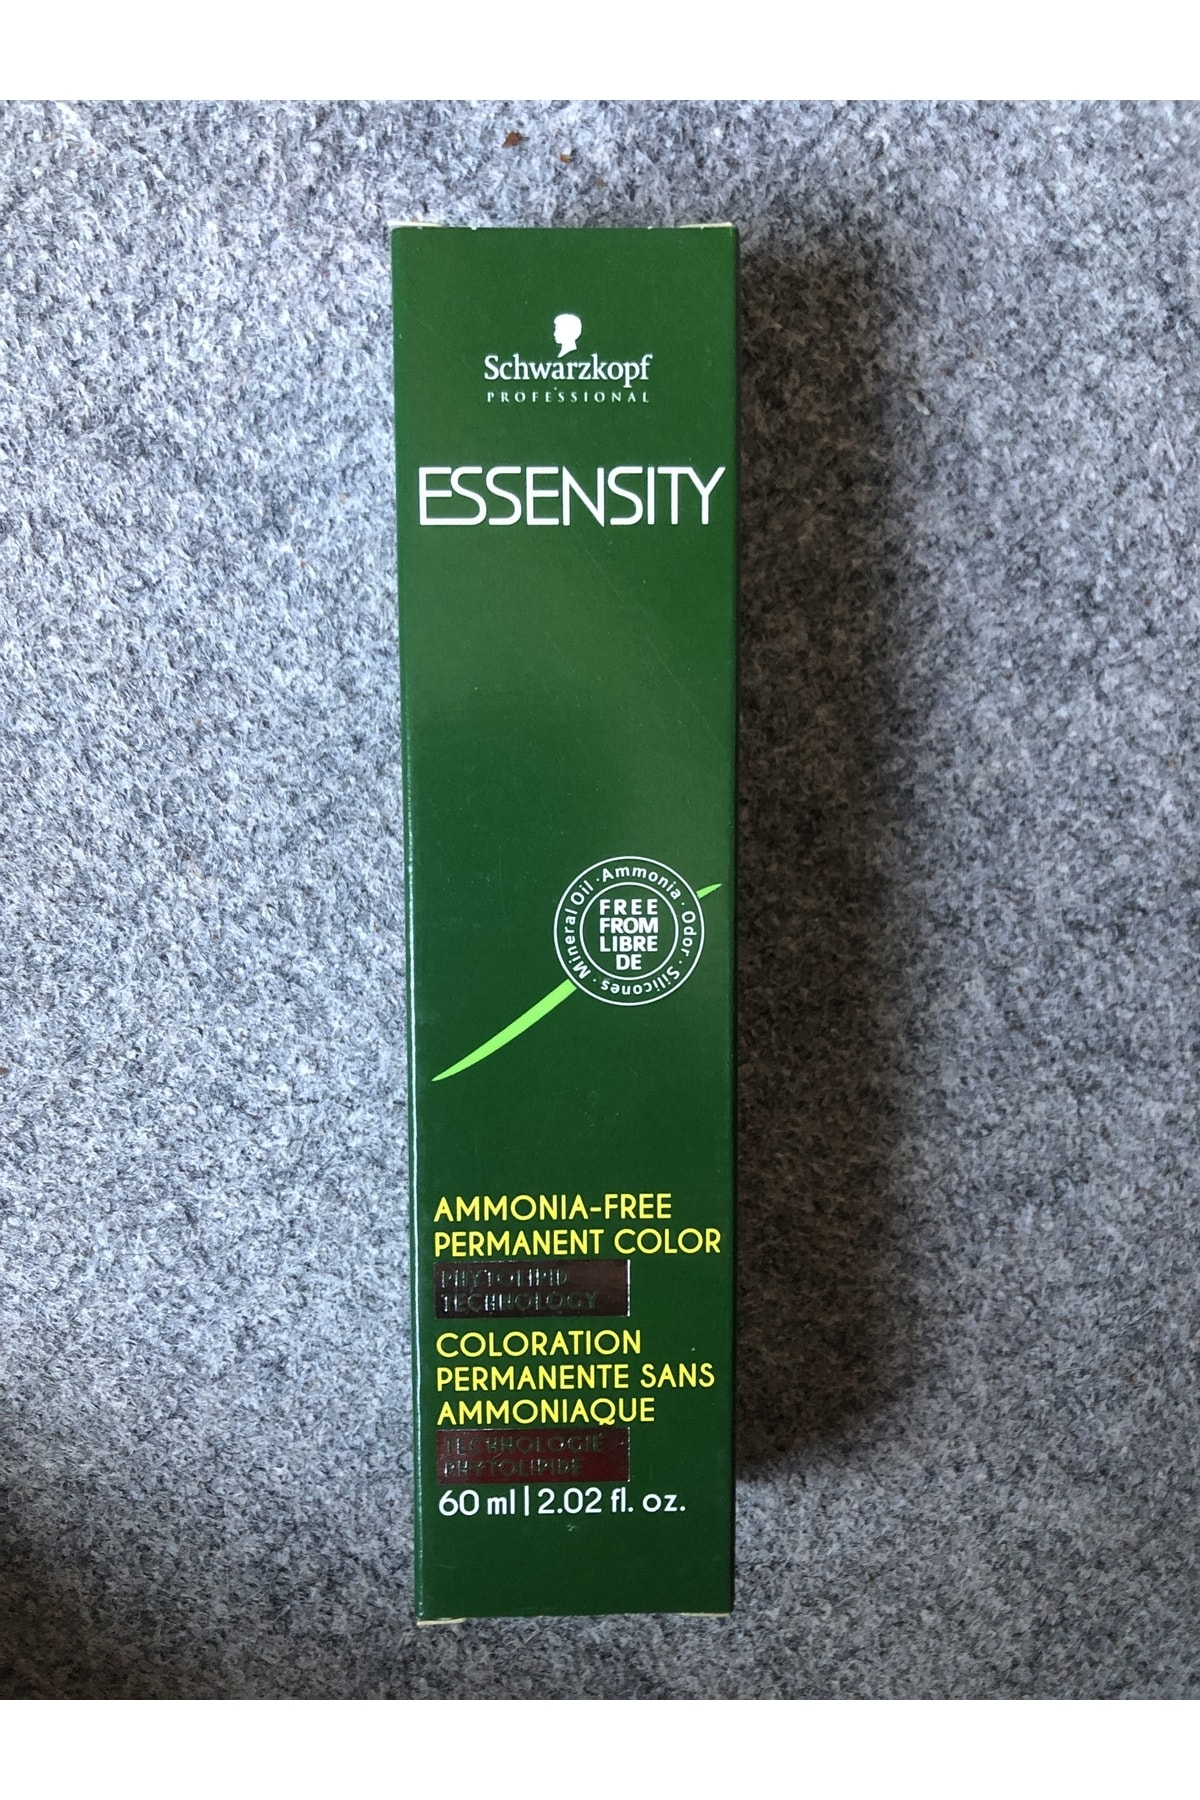 Schwarzkopf
PROFESSIONAL
ESSENSITY
Ammonia · Odor · Silicones · Mineral Oil ·
FREE
FROM
LIBRE
DE
AMMONIA-FREE
PERMANENT COLOR
PHYTOLIPID
TECHNOLOGY
COLORATION
PERMANENTE SANS
AMMONIAQUE
TECHNOLOGIE
PHYTOLIPIDE
60 ml | 2.02 fl. oz.